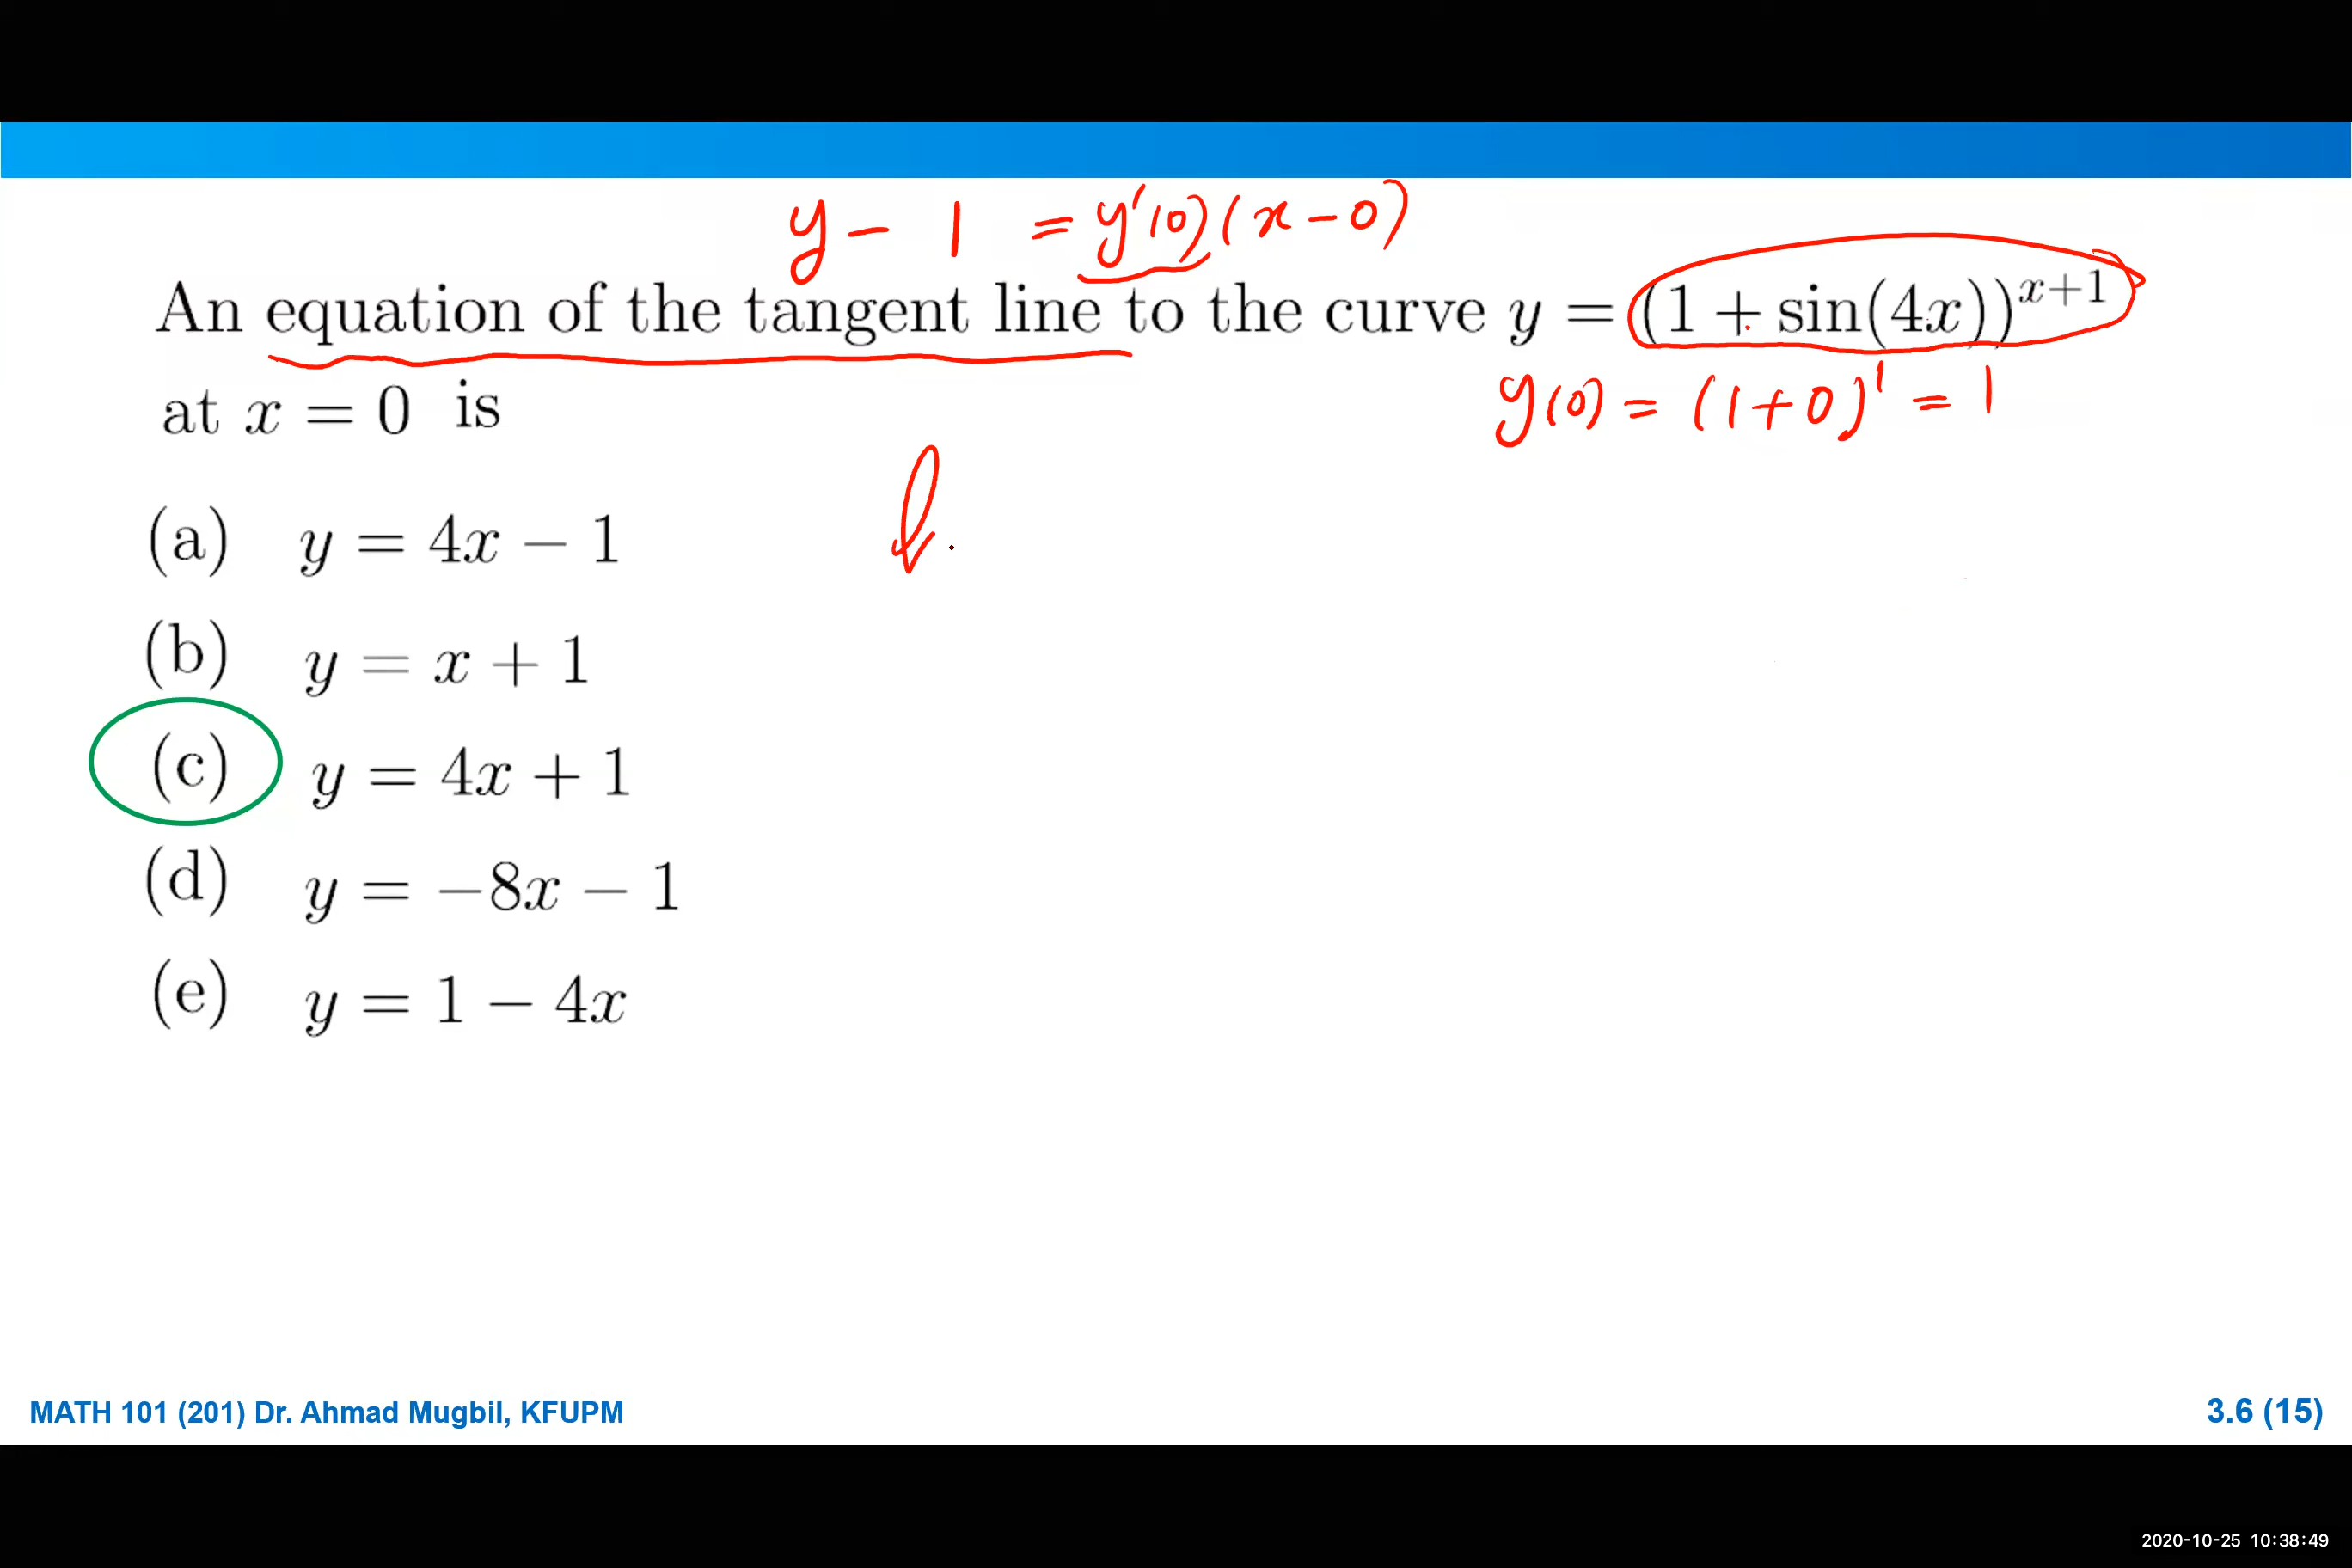 y - 1 = y'(0)(x-0)
An equation of the tangent line to the curve y = (1 + sin(4x))^{x+1}
y(0) = (1+0)^1 = 1
at x = 0 is
(a) y = 4x − 1
(b) y = x + 1
(c) y = 4x + 1
(d) y = −8x − 1
(e) y = 1 − 4x
MATH 101 (201) Dr. Ahmad Mugbil, KFUPM
3.6 (15)
2020-10-25 10:38:49